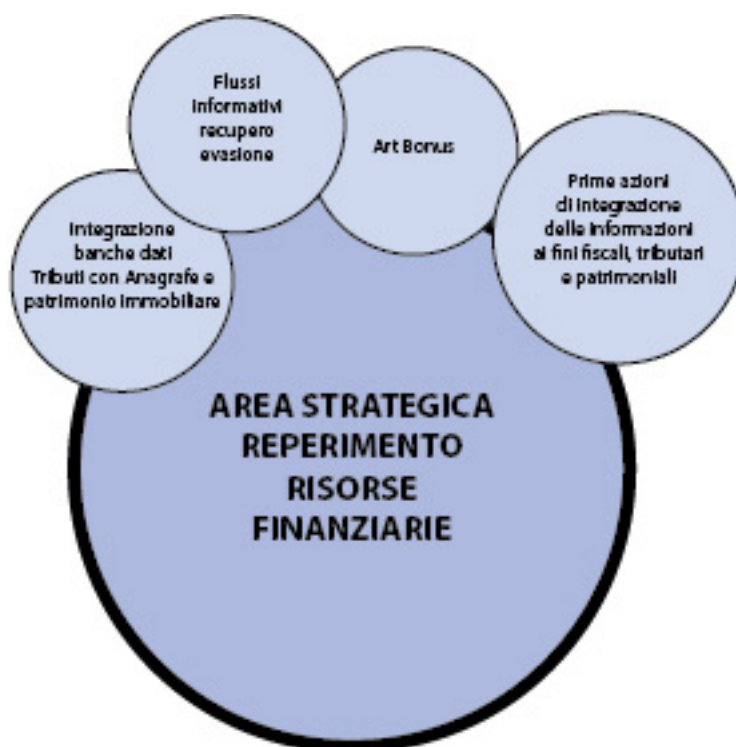 Flussi
informativi
recupero
evasione
Art Bonus
Prime azioni
di integrazione
delle informazioni
ai fini fiscali, tributari
e patrimoniali
Integrazione
banche dati
Tributi con Anagrafe e
patrimonio immobiliare
AREA STRATEGICA
REPERIMENTO
RISORSE
FINANZIARIE